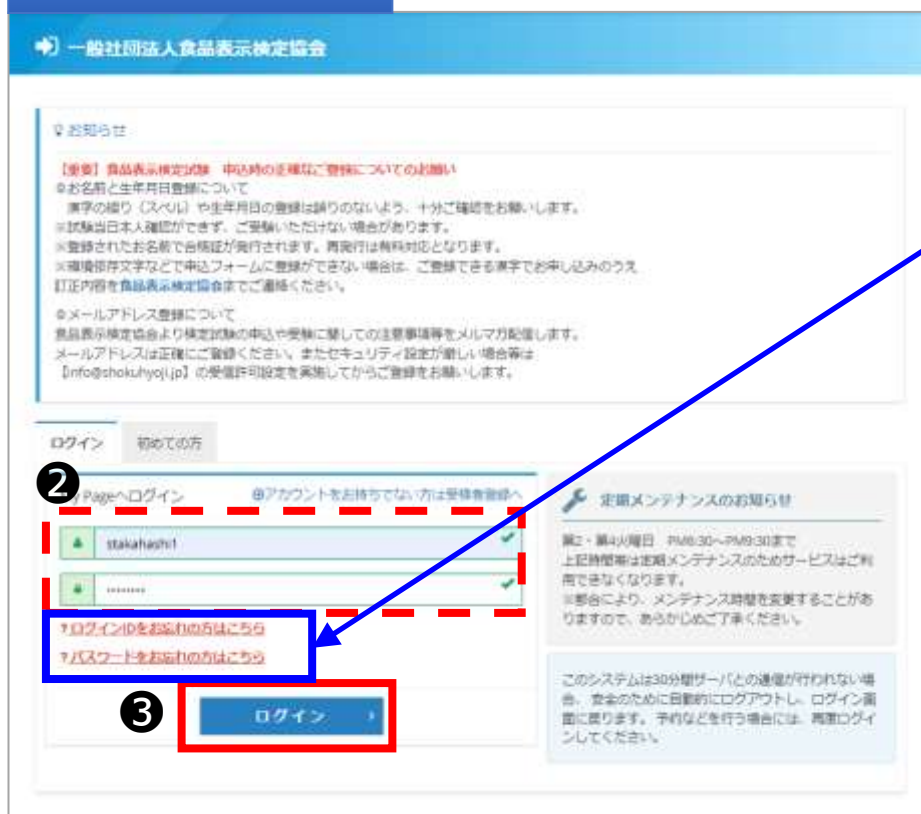 一般社団法人食品表示検定協会
お知らせ
【重要】食品表示検定試験 申込時の正確なご登録についてのお願い
※お名前と生年月日登録について
漢字の綴り（スペル）や生年月日の登録は誤りのないよう、十分ご確認をお願いします。
※試験当日本人確認ができず、ご受験いただけない場合があります。
※登録されたお名前で合格証が発行されます。再発行は有料対応となります。
※環境依存文字などで申込フォームに登録ができない場合は、ご登録できる漢字でお申し込みのうえ
訂正内容を食品表示検定協会までご連絡ください。
※メールアドレス登録について
食品表示検定協会より検定試験の申込や受験に関しての注意事項等をメルマガ配信します。
メールアドレスは正確にご登録ください。またセキュリティ設定が厳しい場合等は
【info@shokuhyoji.jp】の受信許可設定を実施してからご登録をお願いします。
ログイン 初めての方
❷
y Pageへログイン アカウントをお持ちでない方は受検者登録へ
stakahashi1
••••••••
?ログインIDをお忘れの方はこちら
?パスワードをお忘れの方はこちら
❸
ログイン
定期メンテナンスのお知らせ
第2・第4火曜日 PM6:30～PM9:30まで
上記時間帯は定期メンテナンスのためサービスはご利
用できなくなります。
※都合により、メンテナンス時間を変更することがあ
りますので、あらかじめご了承ください。
このシステムは30分間サーバとの通信が行われない場
合、安全のために自動的にログアウトし、ログイン画
面に戻ります。予約などを行う場合には、再度ログイ
ンしてください。